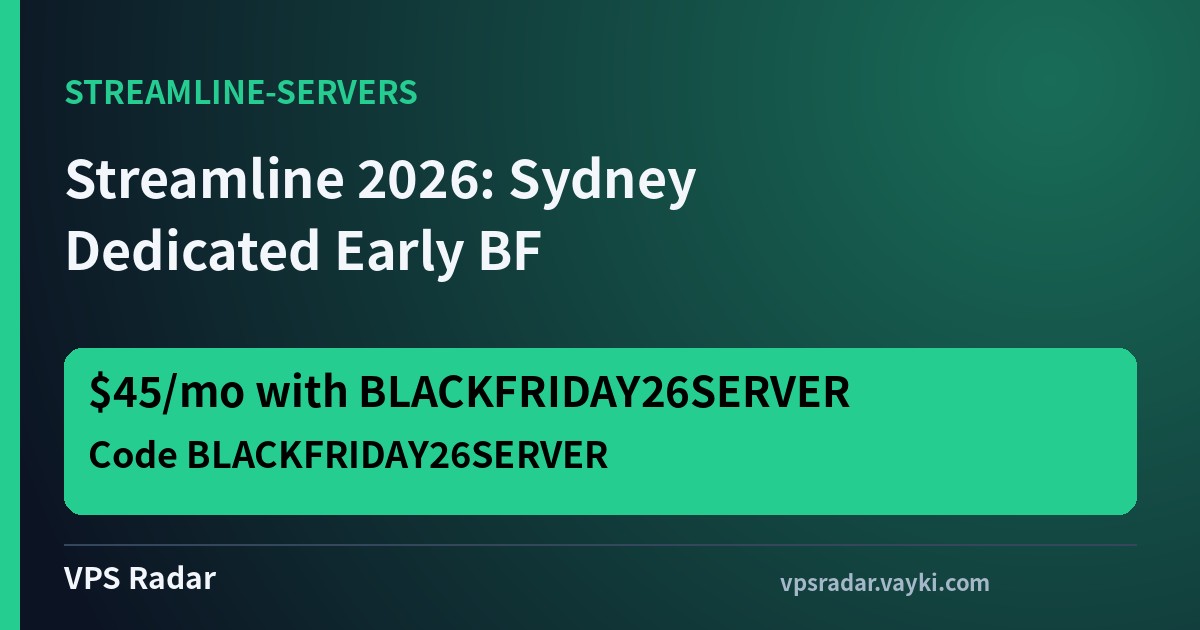 STREAMLINE-SERVERS
Streamline 2026: Sydney
Dedicated Early BF
$45/mo with BLACKFRIDAY26SERVER
Code BLACKFRIDAY26SERVER
VPS Radar
vpsradar.vayki.com